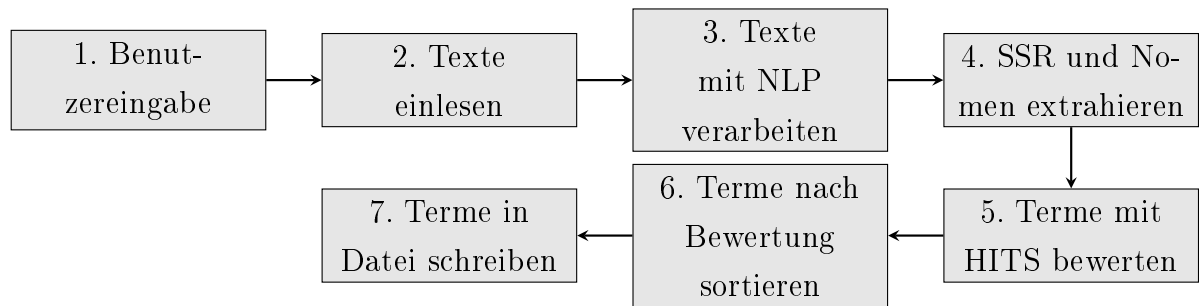 1. Benut-
zereingabe
2. Texte
einlesen
3. Texte
mit NLP
verarbeiten
4. SSR und No-
men extrahieren
5. Terme mit
HITS bewerten
6. Terme nach
Bewertung
sortieren
7. Terme in
Datei schreiben